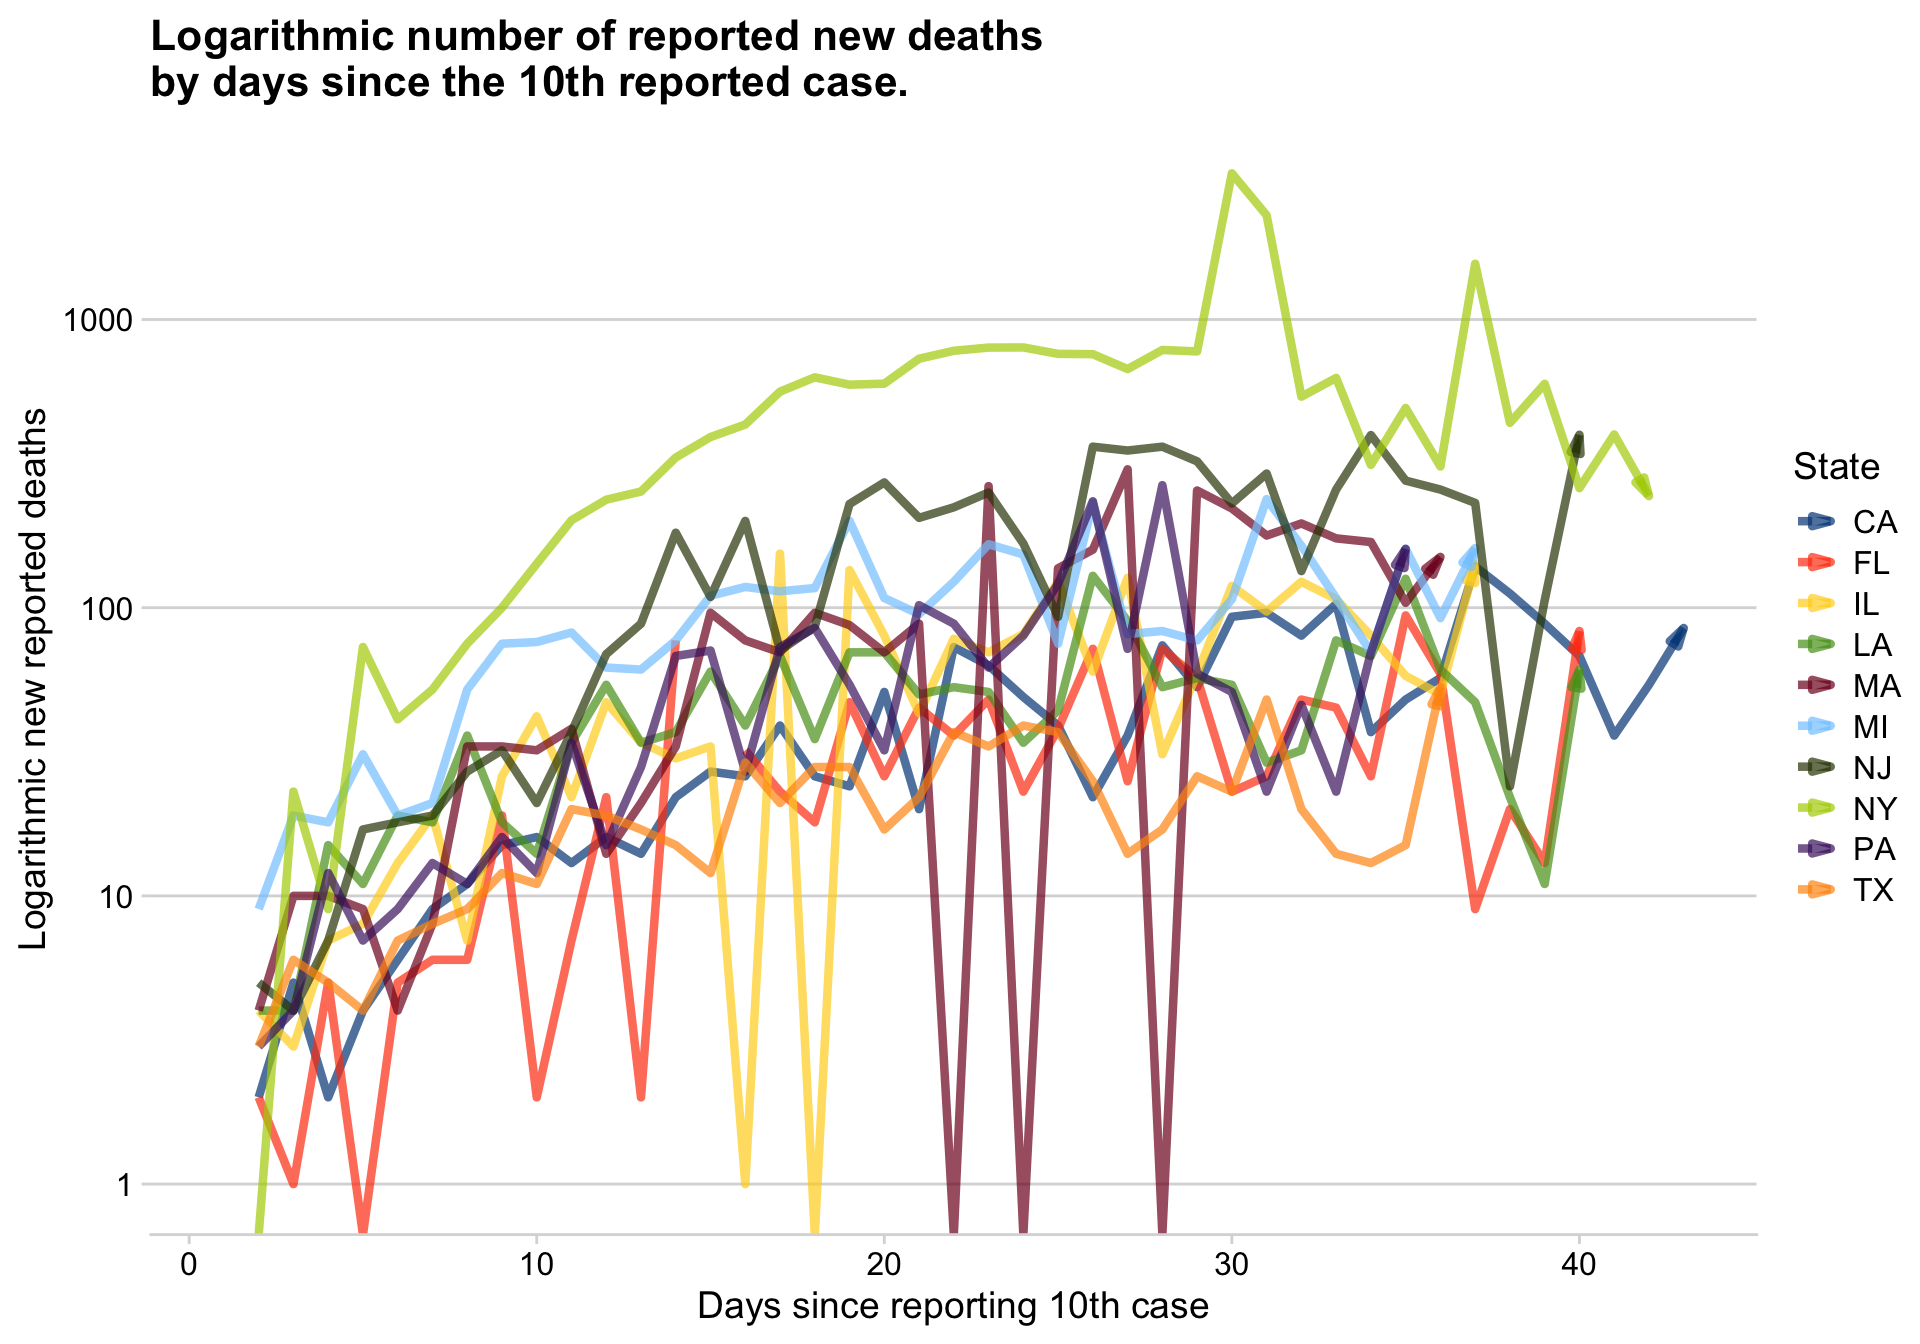 Logarithmic number of reported new deaths
by days since the 10th reported case.
Logarithmic new reported deaths
1000
100
10
1
0
10
20
30
40
Days since reporting 10th case
State
CA
FL
IL
LA
MA
MI
NJ
NY
PA
TX